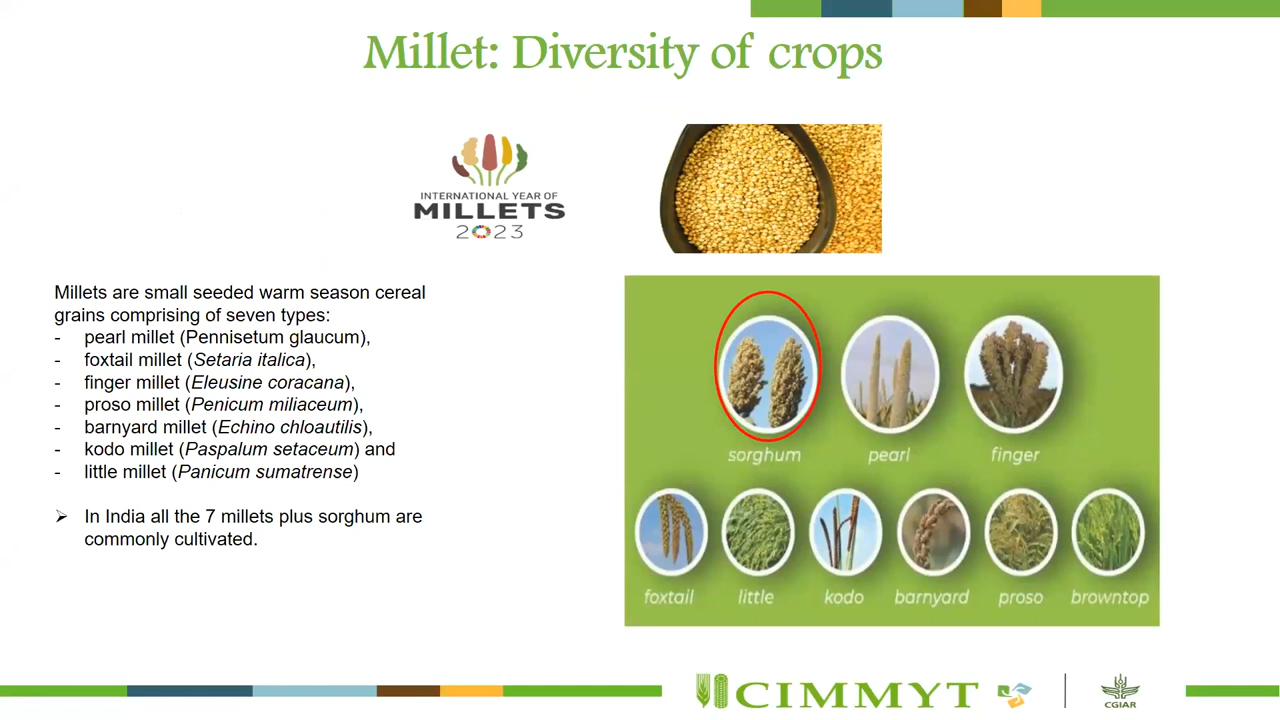 Millet: Diversity of crops
INTERNATIONAL YEAR OF
MILLETS
2023
Millets are small seeded warm season cereal
grains comprising of seven types:
- pearl millet (Pennisetum glaucum),
- foxtail millet (Setaria italica),
- finger millet (Eleusine coracana),
- proso millet (Penicum miliaceum),
- barnyard millet (Echino chloautilis),
- kodo millet (Paspalum setaceum) and
- little millet (Panicum sumatrense)
➢ In India all the 7 millets plus sorghum are
commonly cultivated.
sorghum pearl finger
foxtail little kodo barnyard proso browntop
CIMMYT
CGIAR